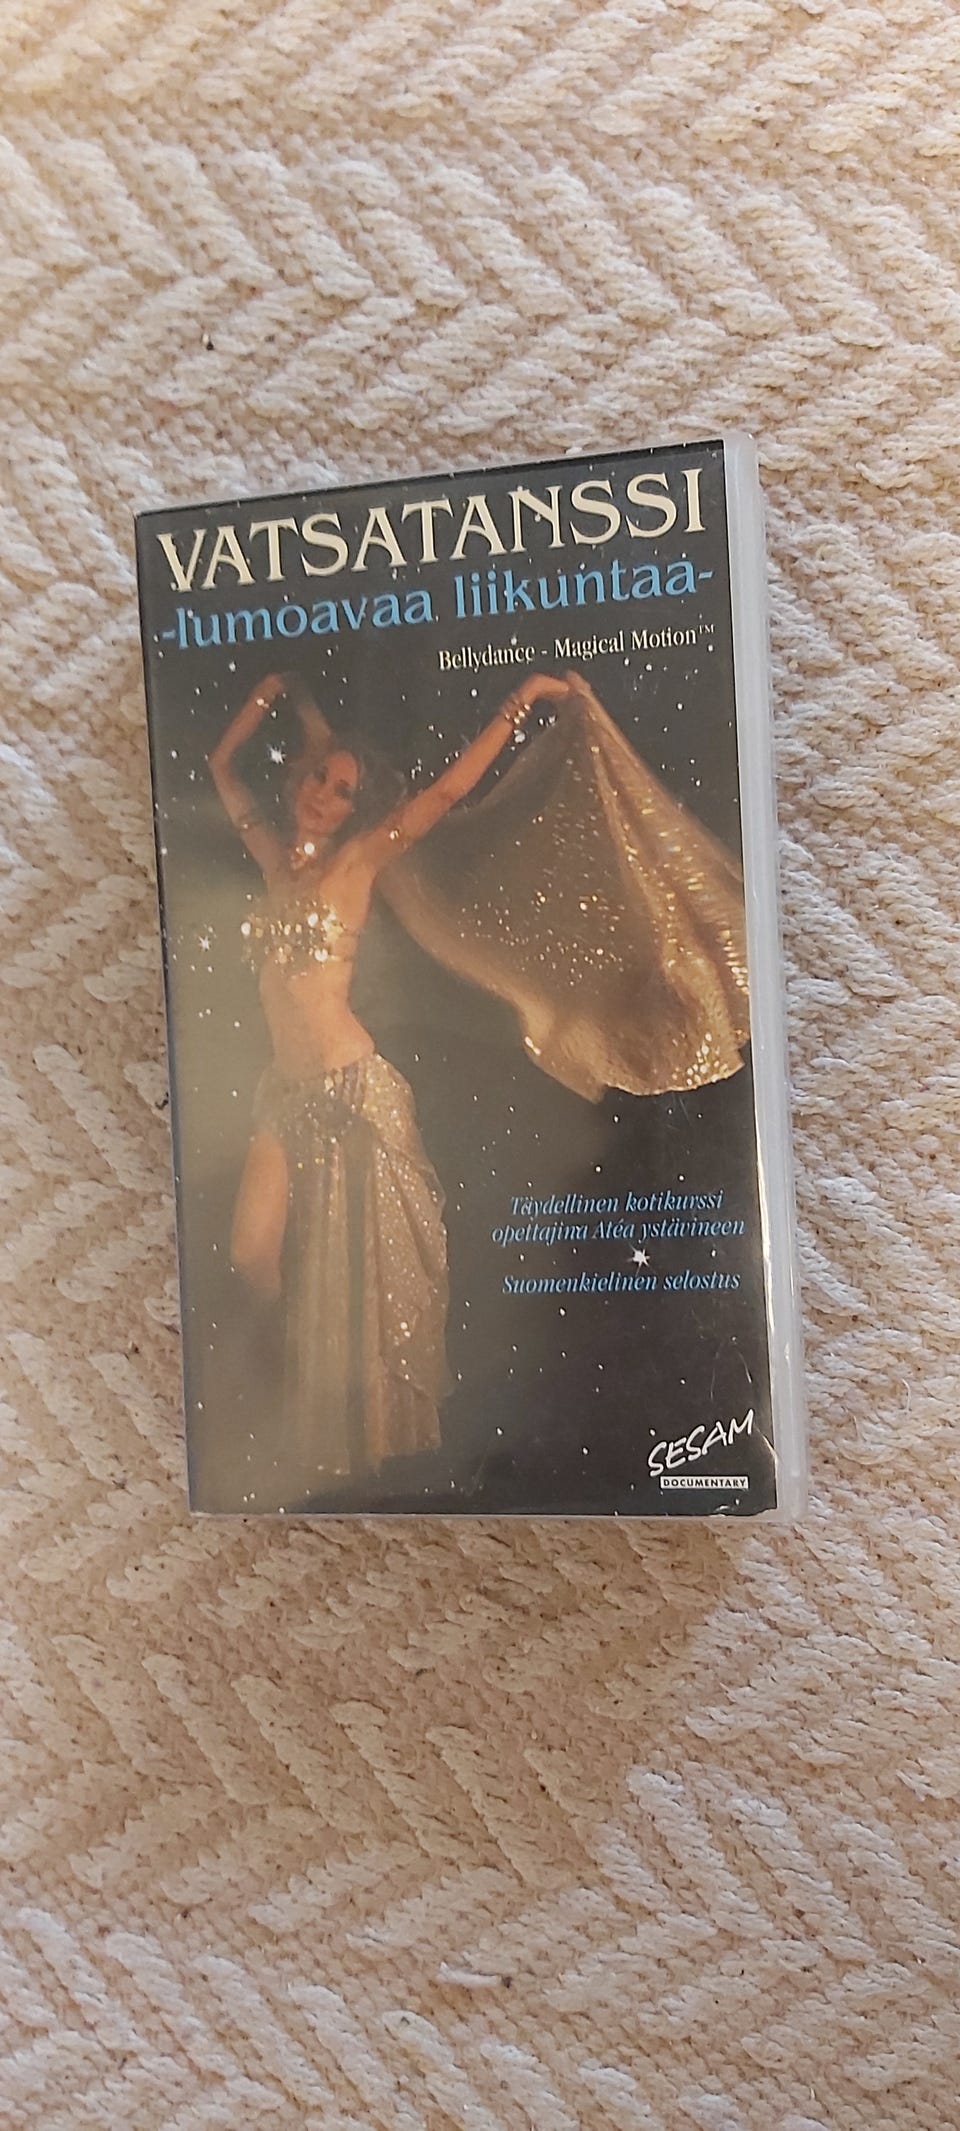 VATSATANSSI
-lumoavaa liikuntaa-
Bellydance - Magical Motion™
Täydellinen kotikurssi
opettajina Atéa ystävineen
Suomenkielinen selostus
SESAM
DOCUMENTARY